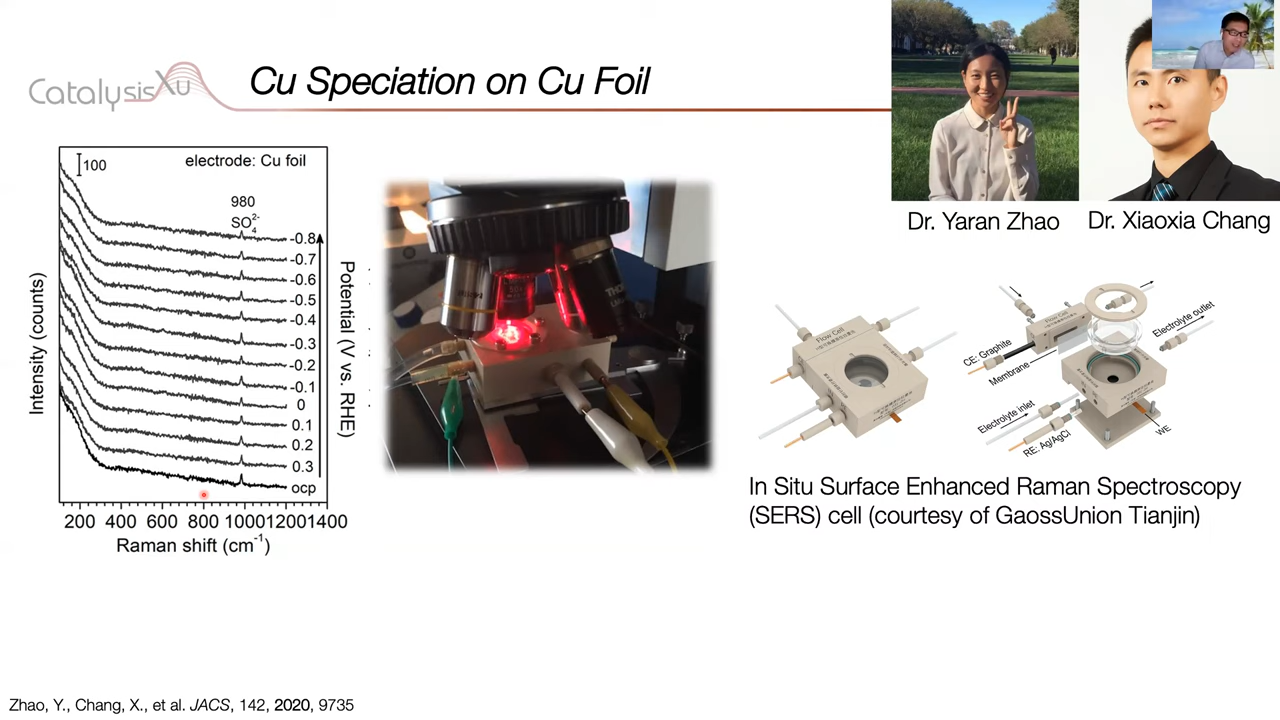 CatalysisXu
Cu Speciation on Cu Foil
Dr. Yaran Zhao
Dr. Xiaoxia Chang
100
electrode: Cu foil
980
SO₄²⁻
-0.8
-0.7
-0.6
-0.5
-0.4
-0.3
-0.2
-0.1
0
0.1
0.2
0.3
ocp
Intensity (counts)
Potential (V vs. RHE)
200 400 600 800 1000 1200 1400
Raman shift (cm⁻¹)
Flow Cell
Flow Cell
CE: Graphite
Membrane
Electrolyte outlet
Electrolyte inlet
RE: Ag/AgCl
WE
In Situ Surface Enhanced Raman Spectroscopy
(SERS) cell (courtesy of GaossUnion Tianjin)
Zhao, Y., Chang, X., et al. JACS, 142, 2020, 9735